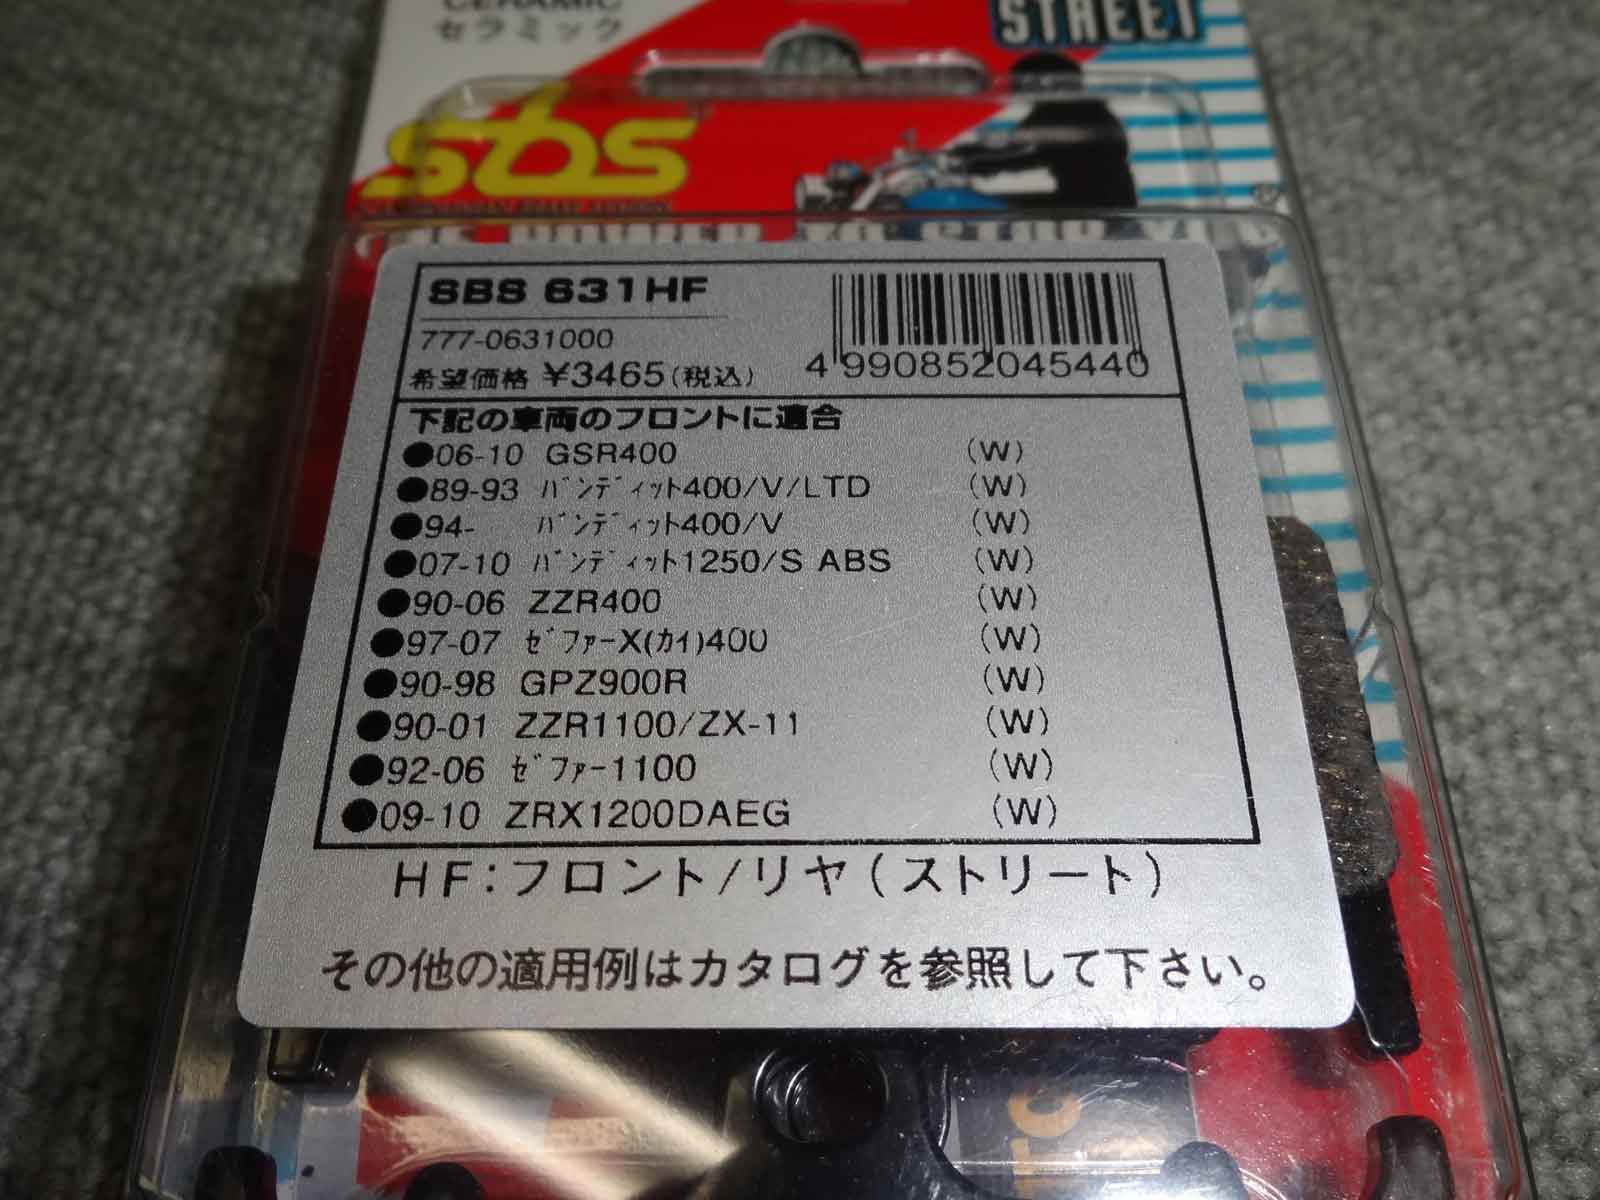 CERAMIC
セラミック
STREET
sbs
SBS 631HF
777-0631000
希望価格 ¥3465(税込)
4990852045440
下記の車両のフロントに適合
●06-10 GSR400 (W)
●89-93 ﾊﾞﾝﾃﾞｨｯﾄ400/V/LTD (W)
●94- ﾊﾞﾝﾃﾞｨｯﾄ400/V (W)
●07-10 ﾊﾞﾝﾃﾞｨｯﾄ1250/S ABS (W)
●90-06 ZZR400 (W)
●97-07 ｾﾞﾌｧｰX(ｶｲ)400 (W)
●90-98 GPZ900R (W)
●90-01 ZZR1100/ZX-11 (W)
●92-06 ｾﾞﾌｧｰ1100 (W)
●09-10 ZRX1200DAEG (W)
HF:フロント/リヤ(ストリート)
その他の適用例はカタログを参照して下さい。